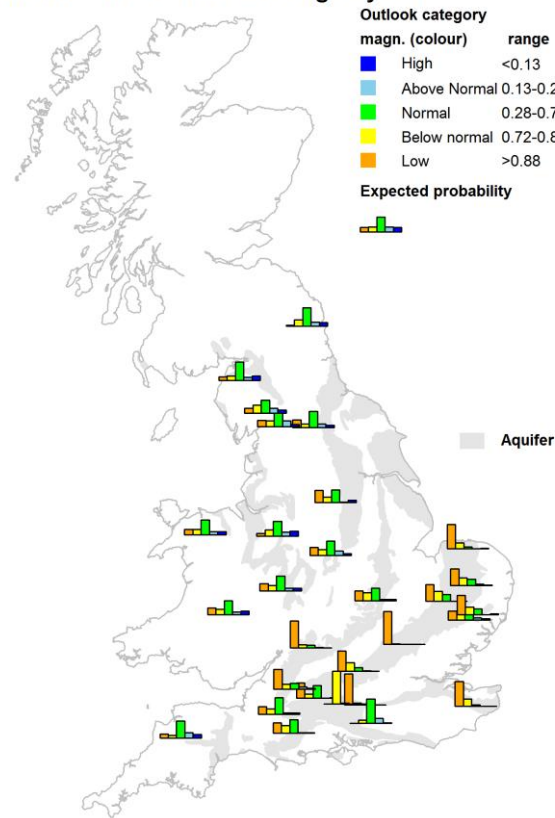 Outlook category
magn. (colour) range
High <0.13
Above Normal 0.13-0.2
Normal 0.28-0.7
Below normal 0.72-0.8
Low >0.88
Expected probability
Aquifer